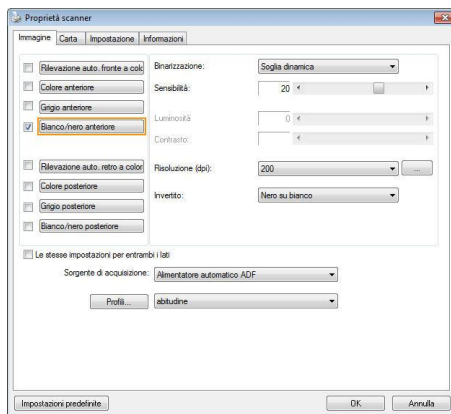 Proprietà scanner
Immagine Carta Impostazione Informazioni
Rilevazione auto. fronte a colo
Colore anteriore
Grigio anteriore
Bianco/nero anteriore
Rilevazione auto. retro a color
Colore posteriore
Grigio posteriore
Bianco/nero posteriore
Binarizzazione: Soglia dinamica
Sensibilità: 20
Luminosità 0
Contrasto:
Risoluzione (dpi): 200 ...
Invertito: Nero su bianco
Le stesse impostazioni per entrambi i lati
Sorgente di acquisizione: Alimentatore automatico ADF
Profili... abitudine
Impostazioni predefinite OK Annulla